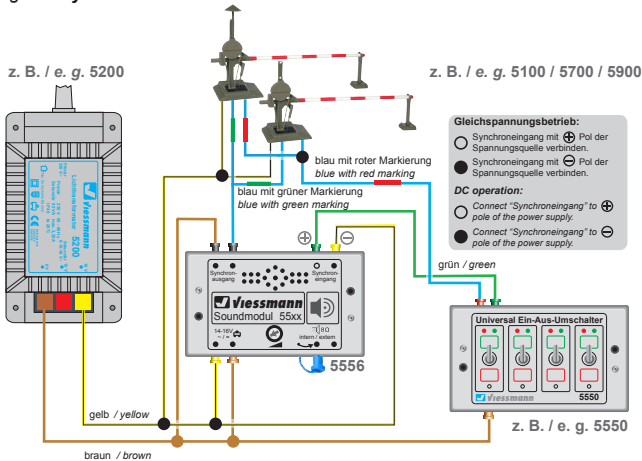 z. B. / e. g. 5200
z. B. / e. g. 5100 / 5700 / 5900
Gleichspannungsbetrieb:
Synchroneingang mit ⊕ Pol der
Spannungsquelle verbinden.
Synchroneingang mit ⊖ Pol der
Spannungsquelle verbinden.
DC operation:
Connect "Synchroneingang" to ⊕
pole of the power supply.
Connect "Synchroneingang" to ⊖
pole of the power supply.
blau mit roter Markierung
blue with red marking
blau mit grüner Markierung
blue with green marking
grün / green
Viessmann
Lichttransformator
5200
Synchron-
ausgang
Synchron-
eingang
Viessmann
Soundmodul 55xx
14-16V
~ / =
8Ω
intern / extern
5556
Universal Ein-Aus-Umschalter
Viessmann
5550
z. B. / e. g. 5550
gelb / yellow
braun / brown